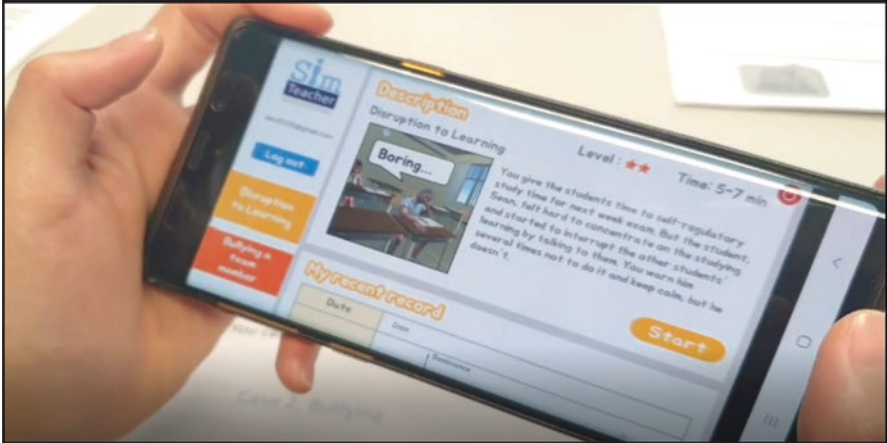 Sim
Teacher
Log out
Disruption
to Learning
Bullying a
team
member
Description
Disruption to Learning
Level :
Time: 5-7 min
Boring...
You give the students time to self-regulatory
study time for next week exam. But the student,
Sean, felt hard to concentrate on the studying
and started to interrupt the other students'
learning by talking to them. You warn him
several times not to do it and keep calm, but he
doesn't.
Start
My recent record
Date
Date
Case 2. Bullying